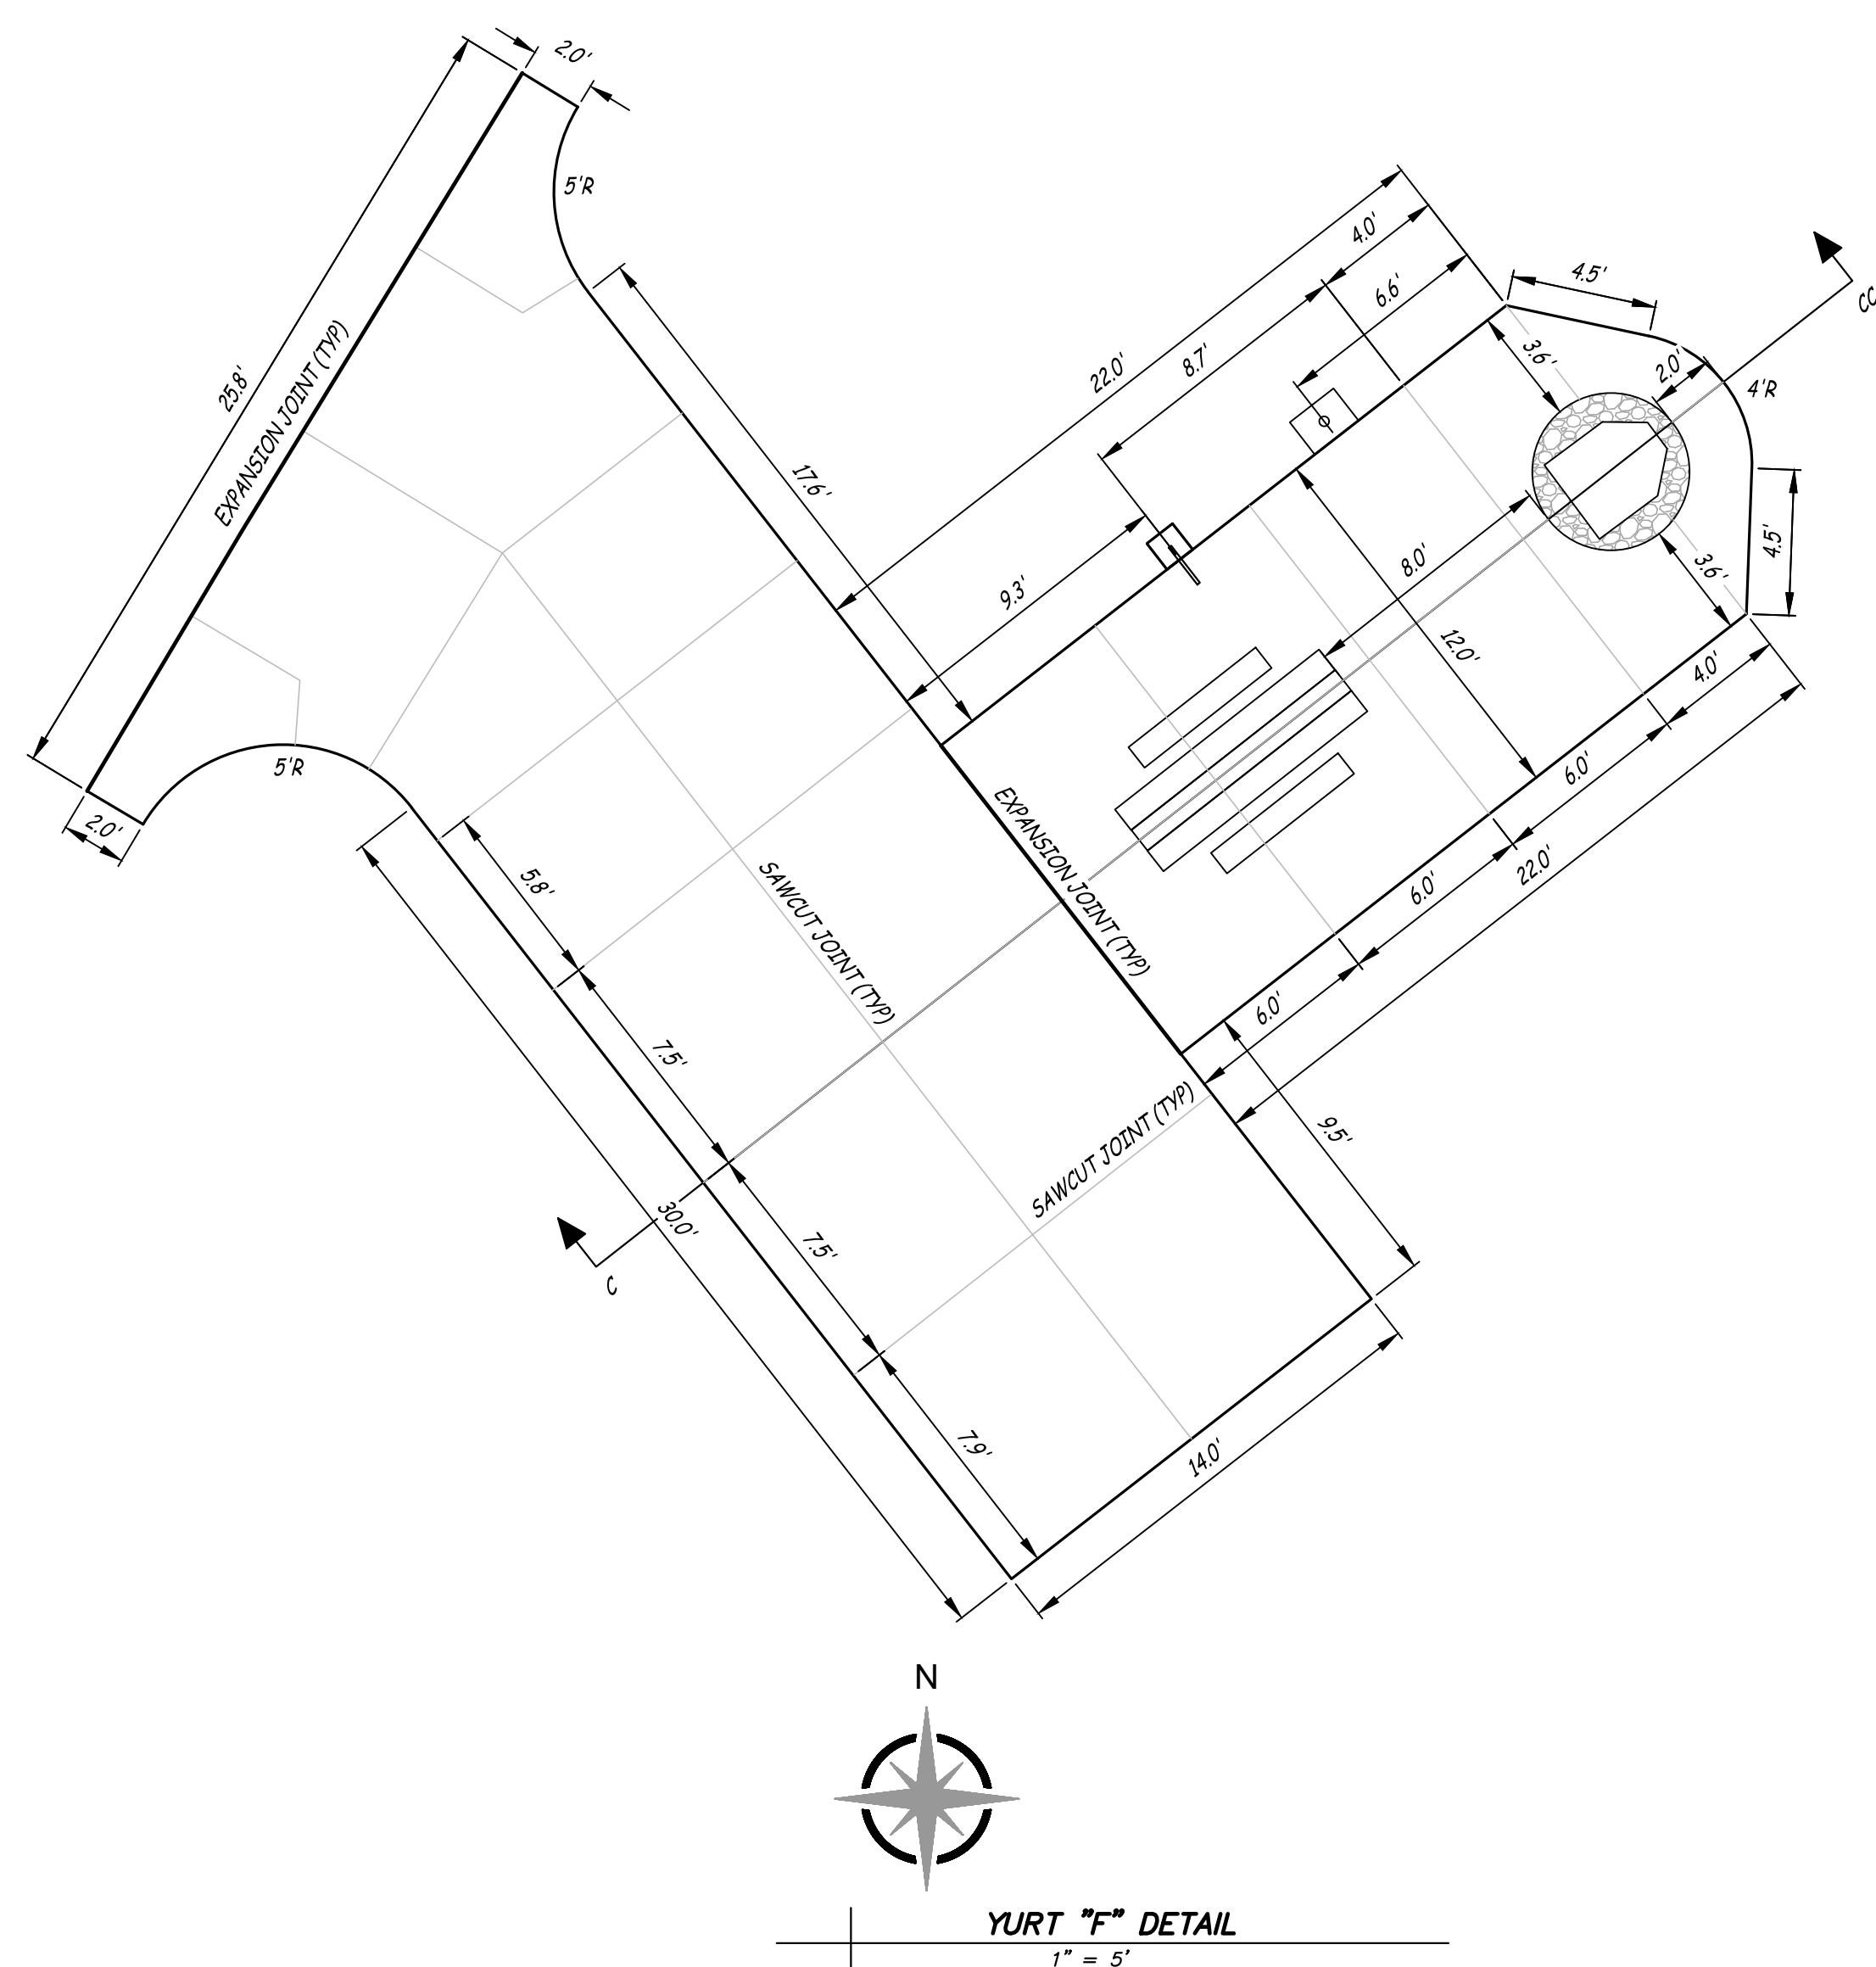 2.0'
5'R
25.8'
EXPANSION JOINT (TYP)
2.0'
5'R
17.6'
22.0'
4.0'
8.7'
6.6'
9.3'
4.5'
3.6'
2.0'
4'R
CC
4.5'
3.6'
8.0'
12.0'
4.0'
6.0'
22.0'
6.0'
6.0'
EXPANSION JOINT (TYP)
SAWCUT JOINT (TYP)
5.8'
7.5'
30.0'
7.5'
C
SAWCUT JOINT (TYP)
9.5'
7.9'
14.0'
N
YURT "F" DETAIL
1" = 5'